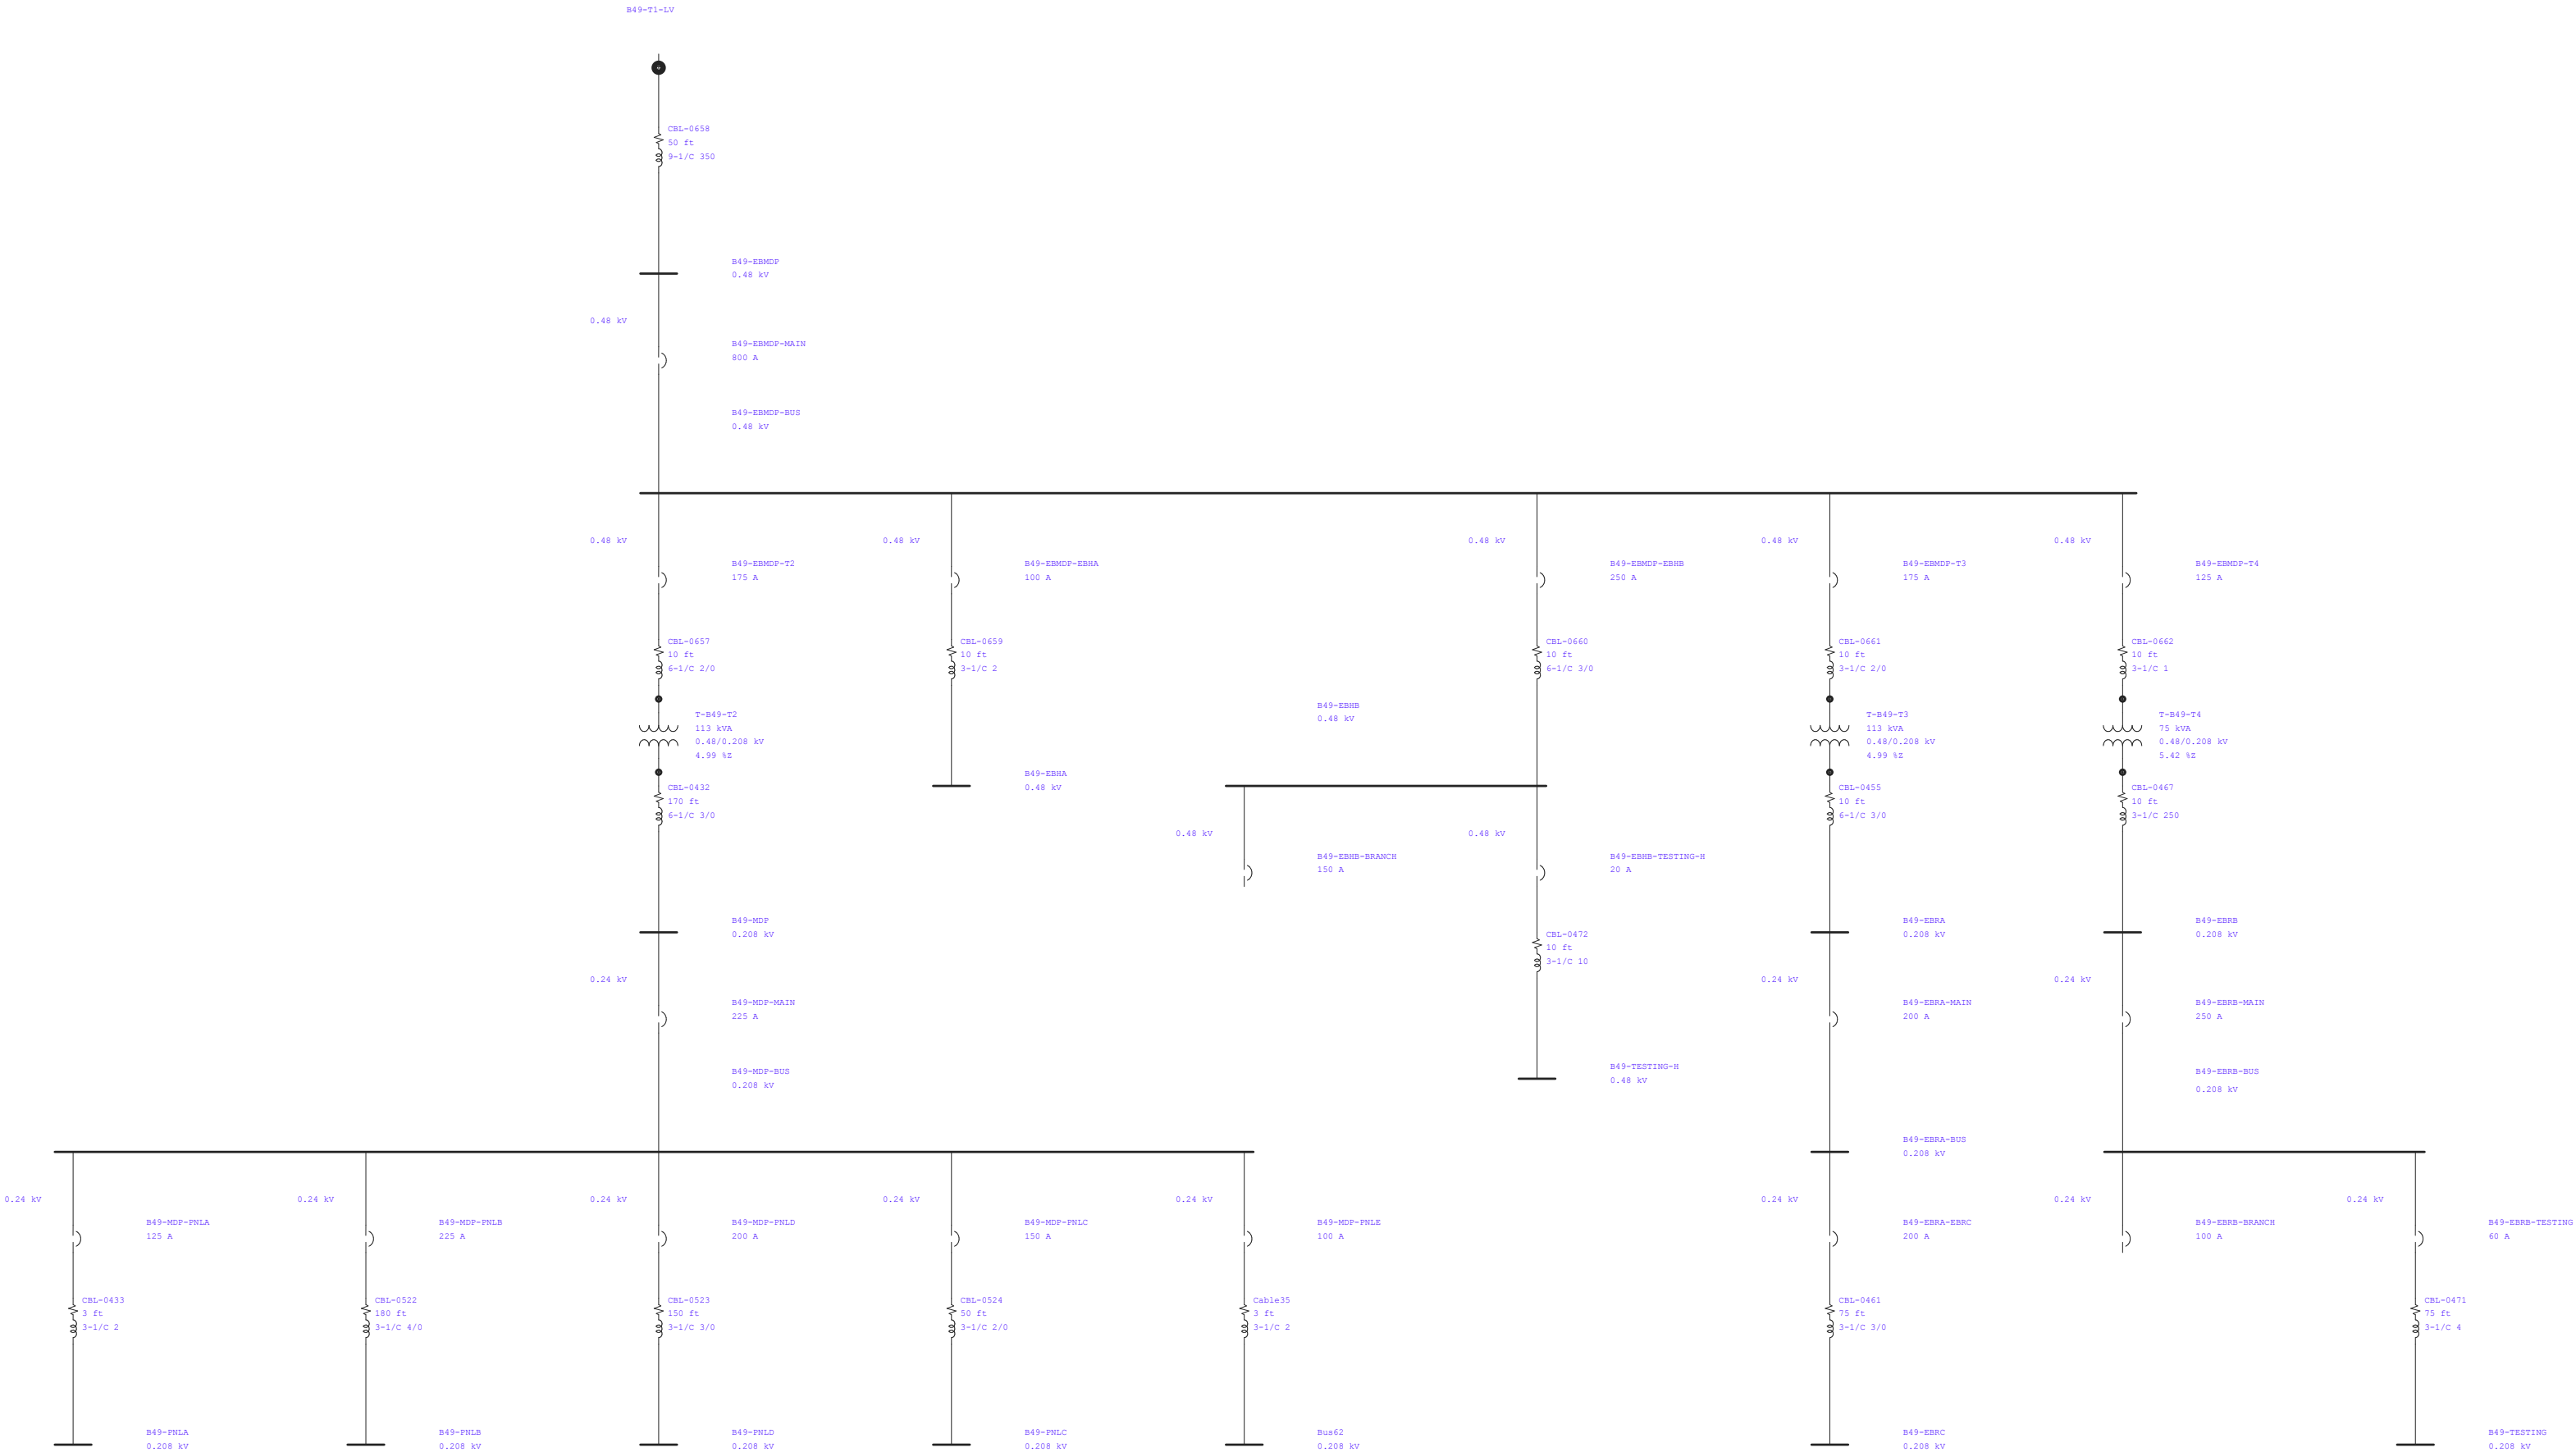 B49-T1-LV
CBL-0658
50 ft
9-1/C 350
B49-EBMDP
0.48 kV
0.48 kV
B49-EBMDP-MAIN
800 A
B49-EBMDP-BUS
0.48 kV
0.48 kV
B49-EBMDP-T2
175 A
0.48 kV
B49-EBMDP-EBHA
100 A
0.48 kV
B49-EBMDP-EBHB
250 A
0.48 kV
B49-EBMDP-T3
175 A
0.48 kV
B49-EBMDP-T4
125 A
CBL-0657
10 ft
6-1/C 2/0
CBL-0659
10 ft
3-1/C 2
CBL-0660
10 ft
6-1/C 3/0
CBL-0661
10 ft
3-1/C 2/0
CBL-0662
10 ft
3-1/C 1
T-B49-T2
113 kVA
0.48/0.208 kV
4.99 %Z
B49-EBHB
0.48 kV
T-B49-T3
113 kVA
0.48/0.208 kV
4.99 %Z
T-B49-T4
75 kVA
0.48/0.208 kV
5.42 %Z
CBL-0432
170 ft
6-1/C 3/0
B49-EBHA
0.48 kV
CBL-0455
10 ft
6-1/C 3/0
CBL-0467
10 ft
3-1/C 250
0.48 kV
B49-EBHB-BRANCH
150 A
0.48 kV
B49-EBHB-TESTING-H
20 A
B49-MDP
0.208 kV
CBL-0472
10 ft
3-1/C 10
B49-EBRA
0.208 kV
B49-EBRB
0.208 kV
0.24 kV
B49-MDP-MAIN
225 A
0.24 kV
B49-EBRA-MAIN
200 A
0.24 kV
B49-EBRB-MAIN
250 A
B49-MDP-BUS
0.208 kV
B49-TESTING-H
0.48 kV
B49-EBRB-BUS
0.208 kV
B49-EBRA-BUS
0.208 kV
0.24 kV
B49-MDP-PNLA
125 A
0.24 kV
B49-MDP-PNLB
225 A
0.24 kV
B49-MDP-PNLD
200 A
0.24 kV
B49-MDP-PNLC
150 A
0.24 kV
B49-MDP-PNLE
100 A
0.24 kV
B49-EBRA-EBRC
200 A
0.24 kV
B49-EBRB-BRANCH
100 A
0.24 kV
B49-EBRB-TESTING
60 A
CBL-0433
3 ft
3-1/C 2
CBL-0522
180 ft
3-1/C 4/0
CBL-0523
150 ft
3-1/C 3/0
CBL-0524
50 ft
3-1/C 2/0
Cable35
3 ft
3-1/C 2
CBL-0461
75 ft
3-1/C 3/0
CBL-0471
75 ft
3-1/C 4
B49-PNLA
0.208 kV
B49-PNLB
0.208 kV
B49-PNLD
0.208 kV
B49-PNLC
0.208 kV
Bus62
0.208 kV
B49-EBRC
0.208 kV
B49-TESTING
0.208 kV